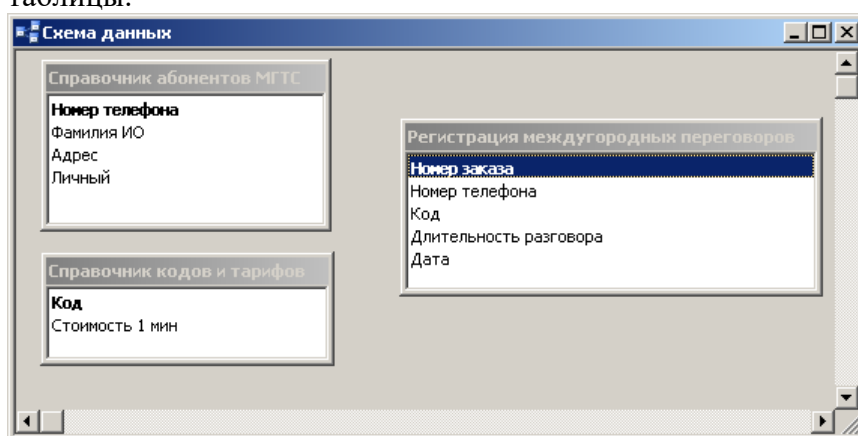 таблицы.
Схема данных
Справочник абонентов МГТС
Номер телефона
Фамилия ИО
Адрес
Личный
Регистрация междугородных переговоров
Номер заказа
Номер телефона
Код
Длительность разговора
Дата
Справочник кодов и тарифов
Код
Стоимость 1 мин